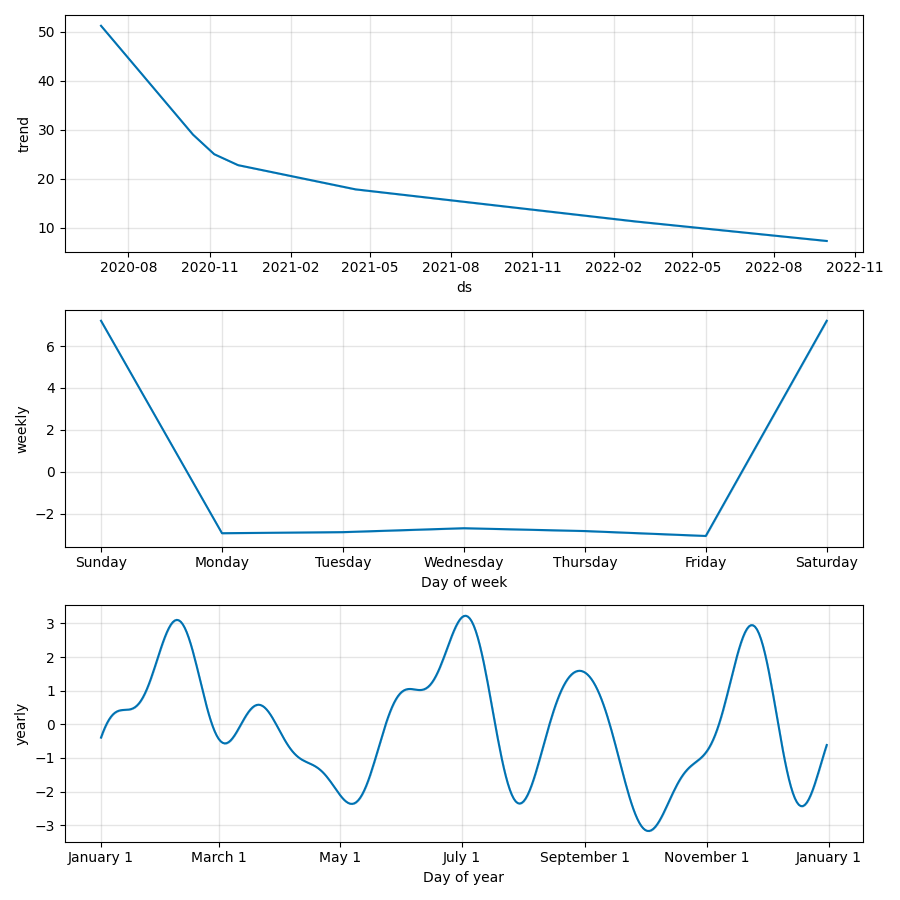 trend
50
40
30
20
10
2020-08 2020-11 2021-02 2021-05 2021-08 2021-11 2022-02 2022-05 2022-08 2022-11
ds
weekly
6
4
2
0
−2
Sunday Monday Tuesday Wednesday Thursday Friday Saturday
Day of week
yearly
3
2
1
0
−1
−2
−3
January 1 March 1 May 1 July 1 September 1 November 1 January 1
Day of year